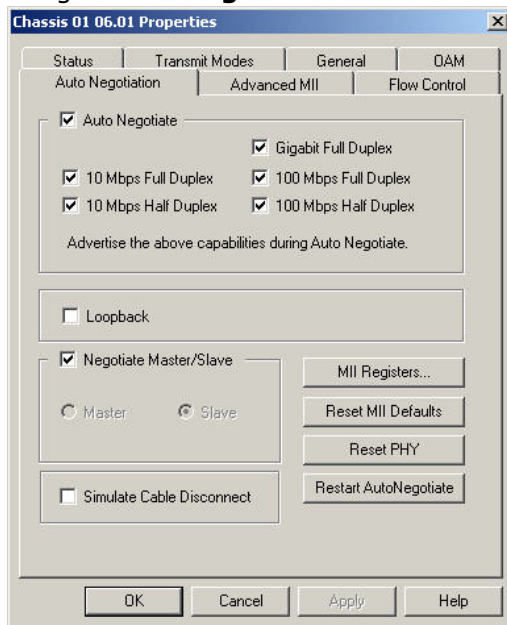 Chassis 01 06.01 Properties
Status Transmit Modes General OAM
Auto Negotiation Advanced MII Flow Control
Auto Negotiate
Gigabit Full Duplex
10 Mbps Full Duplex 100 Mbps Full Duplex
10 Mbps Half Duplex 100 Mbps Half Duplex
Advertise the above capabilities during Auto Negotiate.
Loopback
Negotiate Master/Slave
MII Registers...
Master Slave
Reset MII Defaults
Reset PHY
Simulate Cable Disconnect
Restart AutoNegotiate
OK Cancel Apply Help